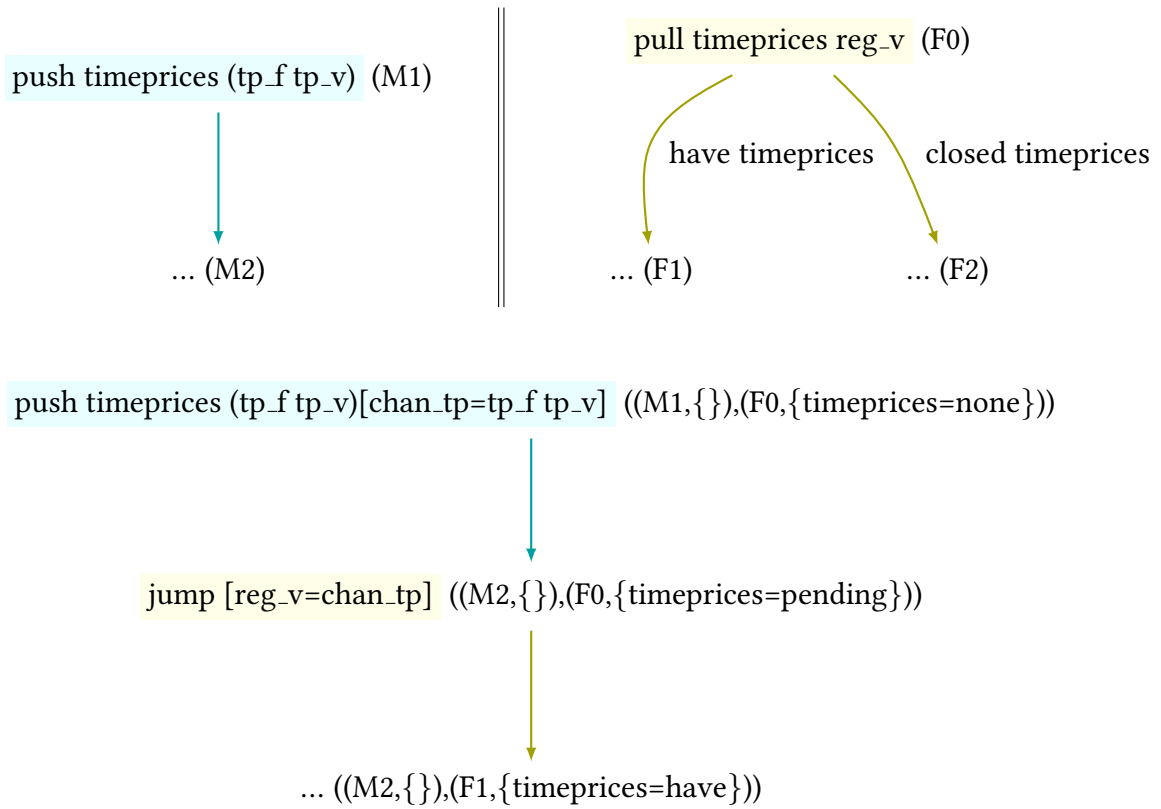 push timeprices (tp_f tp_v) (M1)
... (M2)
pull timeprices reg_v (F0)
have timeprices
closed timeprices
... (F1)
... (F2)
push timeprices (tp_f tp_v)[chan_tp=tp_f tp_v] ((M1,{}),(F0,{timeprices=none}))
jump [reg_v=chan_tp] ((M2,{}),(F0,{timeprices=pending}))
... ((M2,{}),(F1,{timeprices=have}))